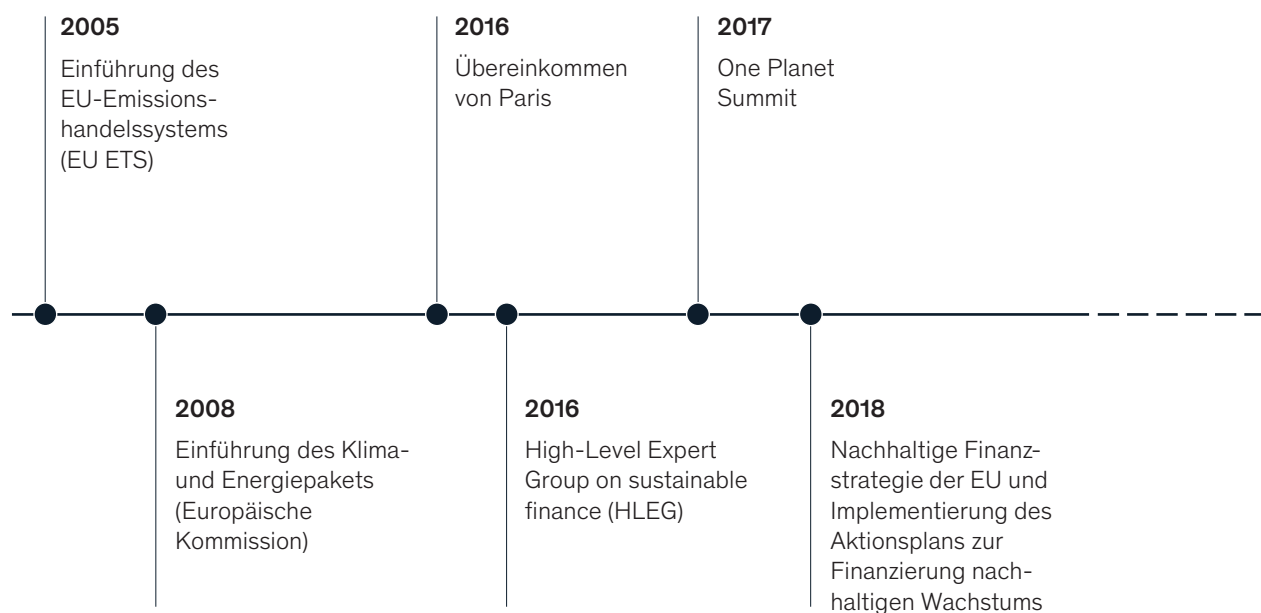 2005
Einführung des
EU-Emissions-
handelssystems
(EU ETS)
2016
Übereinkommen
von Paris
2017
One Planet
Summit
2008
Einführung des Klima-
und Energiepakets
(Europäische
Kommission)
2016
High-Level Expert
Group on sustainable
finance (HLEG)
2018
Nachhaltige Finanz-
strategie der EU und
Implementierung des
Aktionsplans zur
Finanzierung nach-
haltigen Wachstums